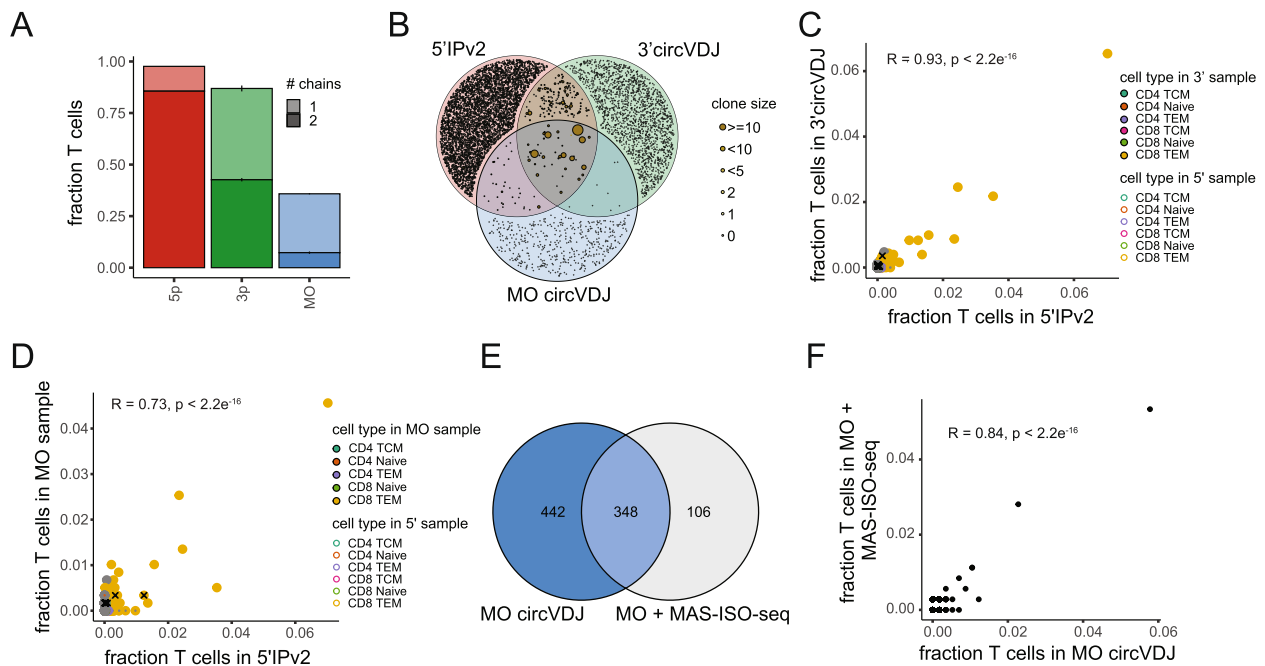 A
fraction T cells
1.00
0.75
0.50
0.25
0.00
5p
3p
MO
# chains
1
2
B
5'IPv2
3'circVDJ
MO circVDJ
clone size
>=10
<10
<5
2
1
0
C
fraction T cells in 3'circVDJ
0.06
0.04
0.02
0.00
R = 0.93, p < 2.2e-16
0.00
0.02
0.04
0.06
fraction T cells in 5'IPv2
cell type in 3' sample
CD4 TCM
CD4 Naive
CD4 TEM
CD8 TCM
CD8 Naive
CD8 TEM
cell type in 5' sample
CD4 TCM
CD4 Naive
CD4 TEM
CD8 TCM
CD8 Naive
CD8 TEM
D
fraction T cells in MO sample
0.04
0.03
0.02
0.01
0.00
R = 0.73, p < 2.2e-16
0.00
0.02
0.04
0.06
fraction T cells in 5'IPv2
cell type in MO sample
CD4 TCM
CD4 Naive
CD4 TEM
CD8 Naive
CD8 TEM
cell type in 5' sample
CD4 TCM
CD4 Naive
CD4 TEM
CD8 TCM
CD8 Naive
CD8 TEM
E
442
348
106
MO circVDJ
MO + MAS-ISO-seq
F
fraction T cells in MO +
MAS-ISO-seq
0.04
0.02
0.00
R = 0.84, p < 2.2e-16
0.00
0.02
0.04
0.06
fraction T cells in MO circVDJ